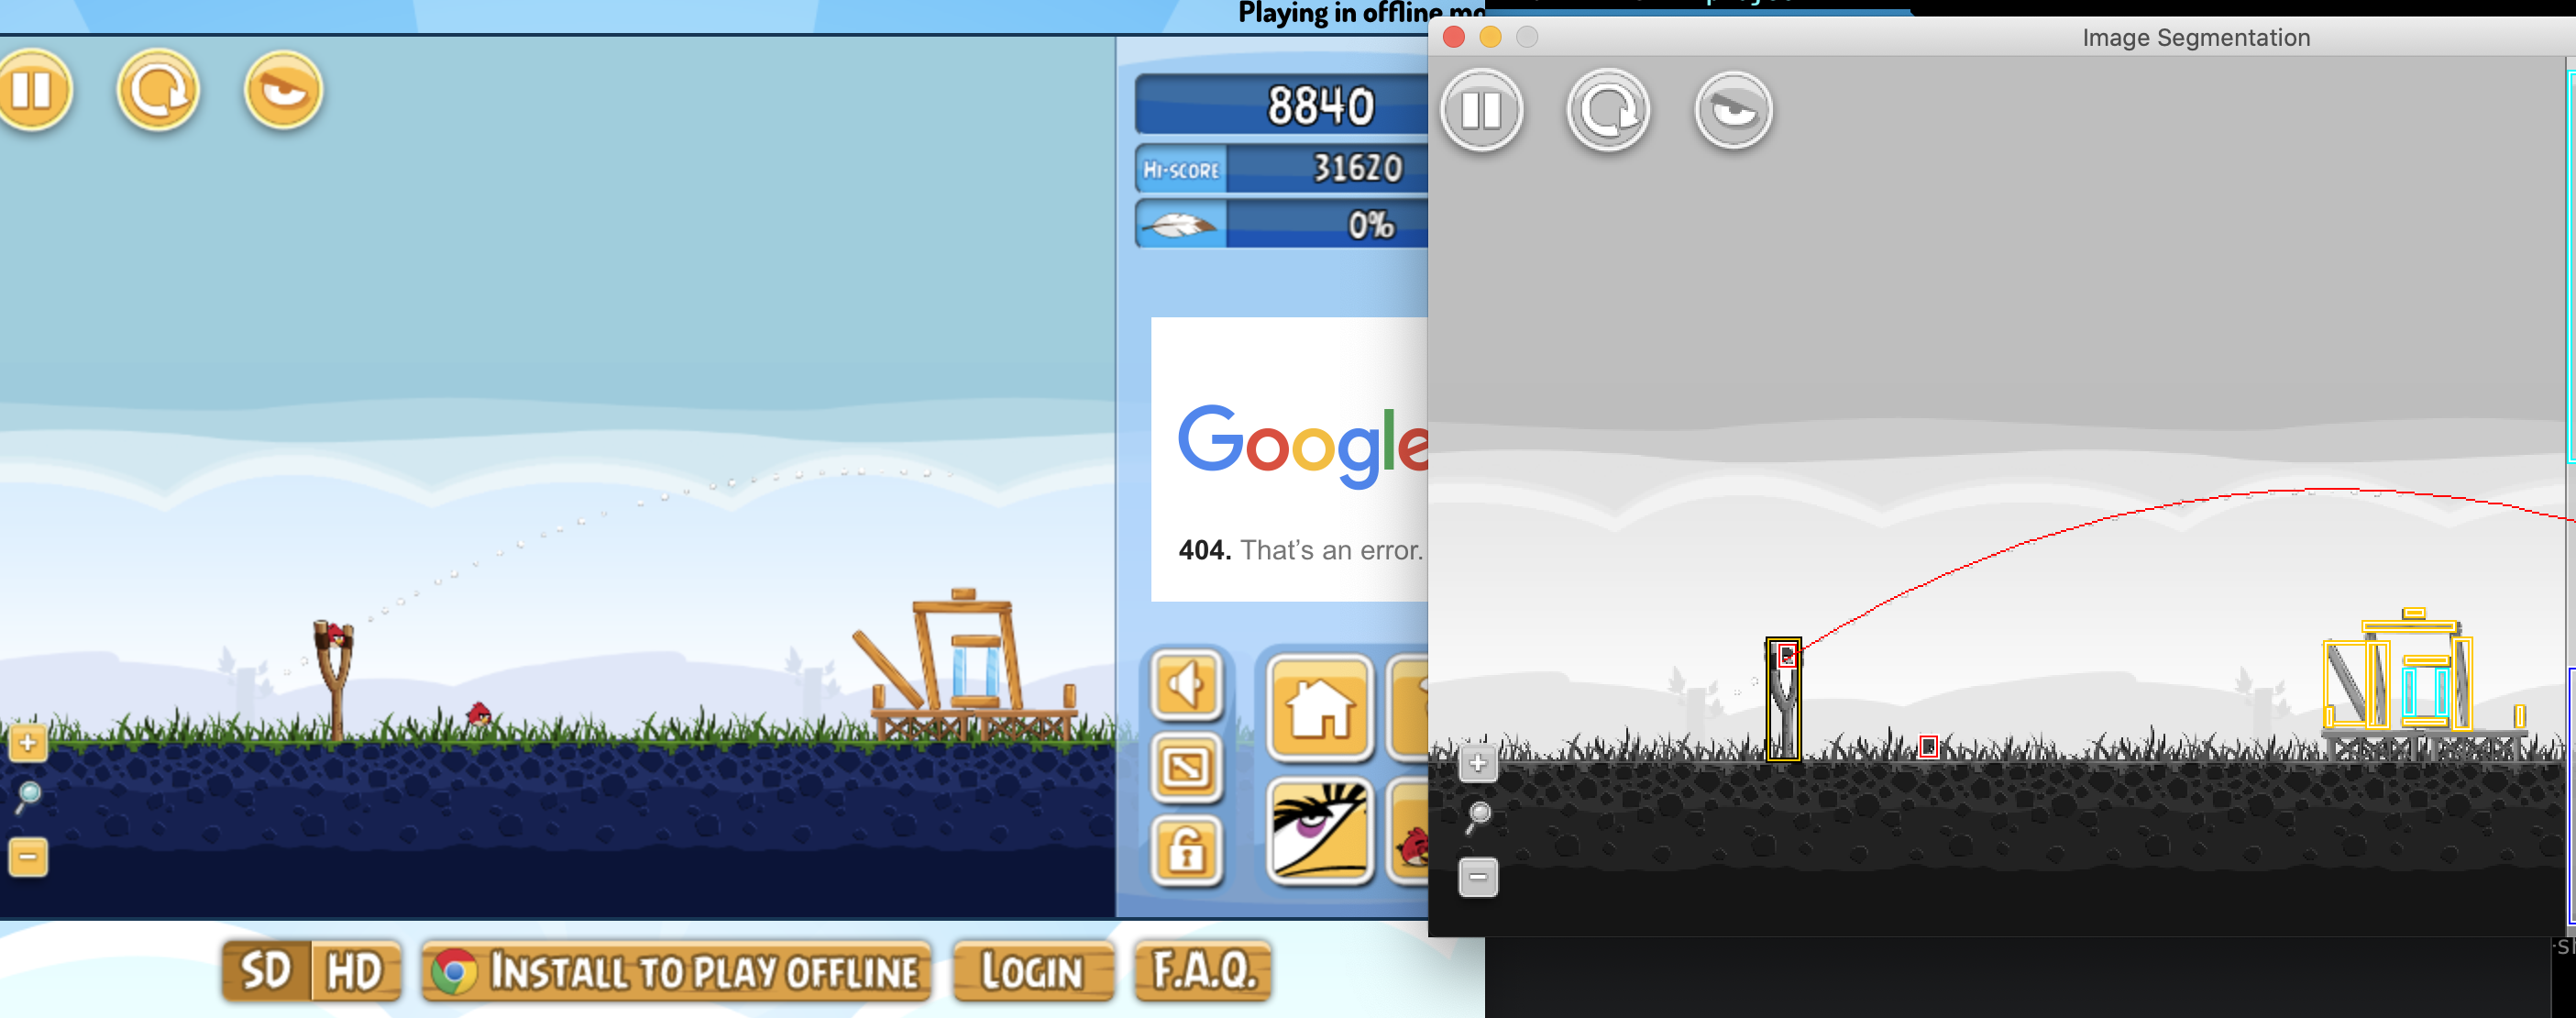 Playing in offline mo
Image Segmentation
8840
HI-SCORE 31620
0%
Google
404. That's an error.
SD HD INSTALL TO PLAY OFFLINE LOGIN F.A.Q.